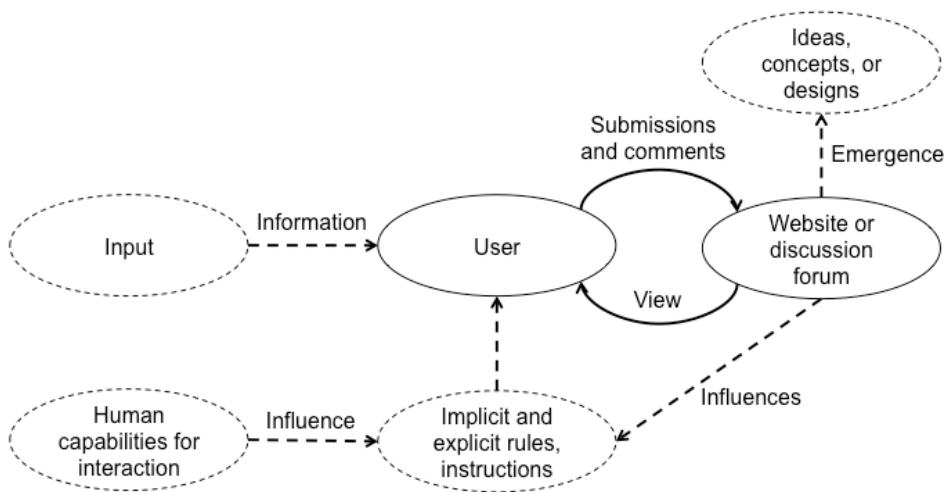 Ideas,
concepts, or
designs
Submissions
and comments
Emergence
Information
Input
User
Website or
discussion
forum
View
Influences
Human
capabilities for
interaction
Influence
Implicit and
explicit rules,
instructions